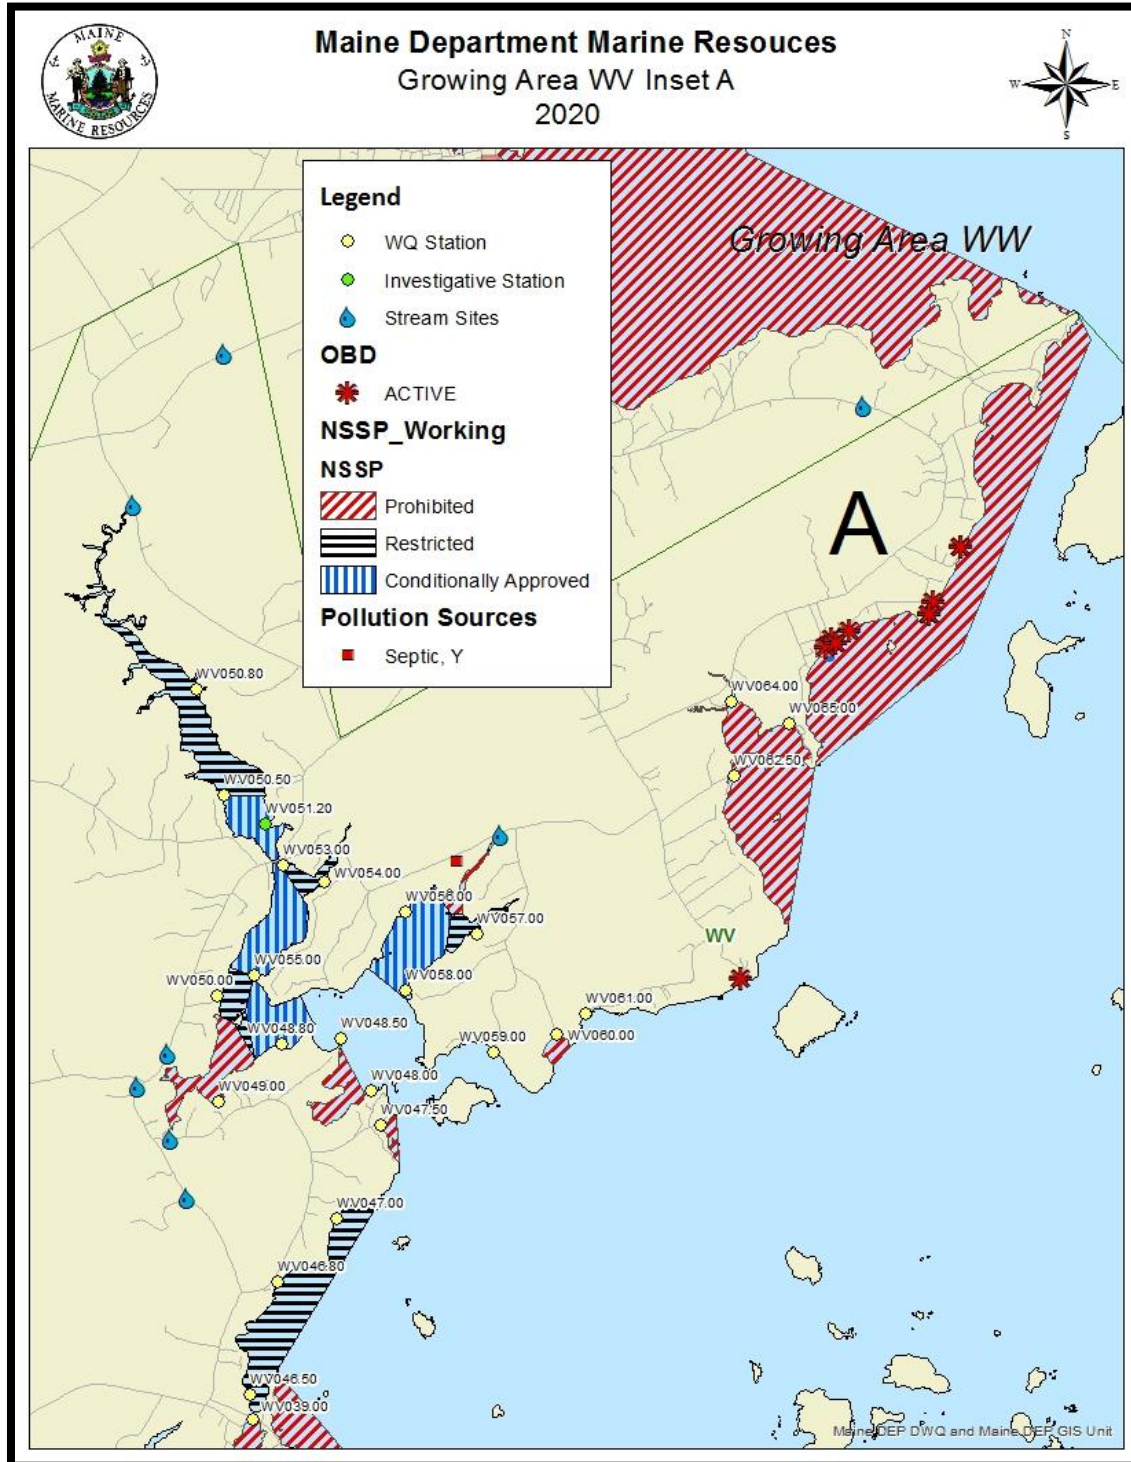 MAINE
MARINE RESOURCES
Maine Department Marine Resouces
Growing Area WV Inset A
2020
N
W
E
S
Legend
WQ Station
Investigative Station
Stream Sites
OBD
ACTIVE
NSSP_Working
NSSP
Prohibited
Restricted
Conditionally Approved
Pollution Sources
Septic, Y
Growing Area WW
A
WV050.80
WV064.00
WV065.00
WV062.50
WV050.50
WV051.20
WV053.00
WV054.00
WV056.00
WV057.00
WV
WV055.00
WV058.00
WV050.00
WV061.00
WV048.80
WV048.50
WV059.00
WV060.00
WV049.00
WV048.00
WV047.50
WV047.00
WV046.80
WV046.50
WV039.00
Maine DEP DWQ and Maine DEP GIS Unit